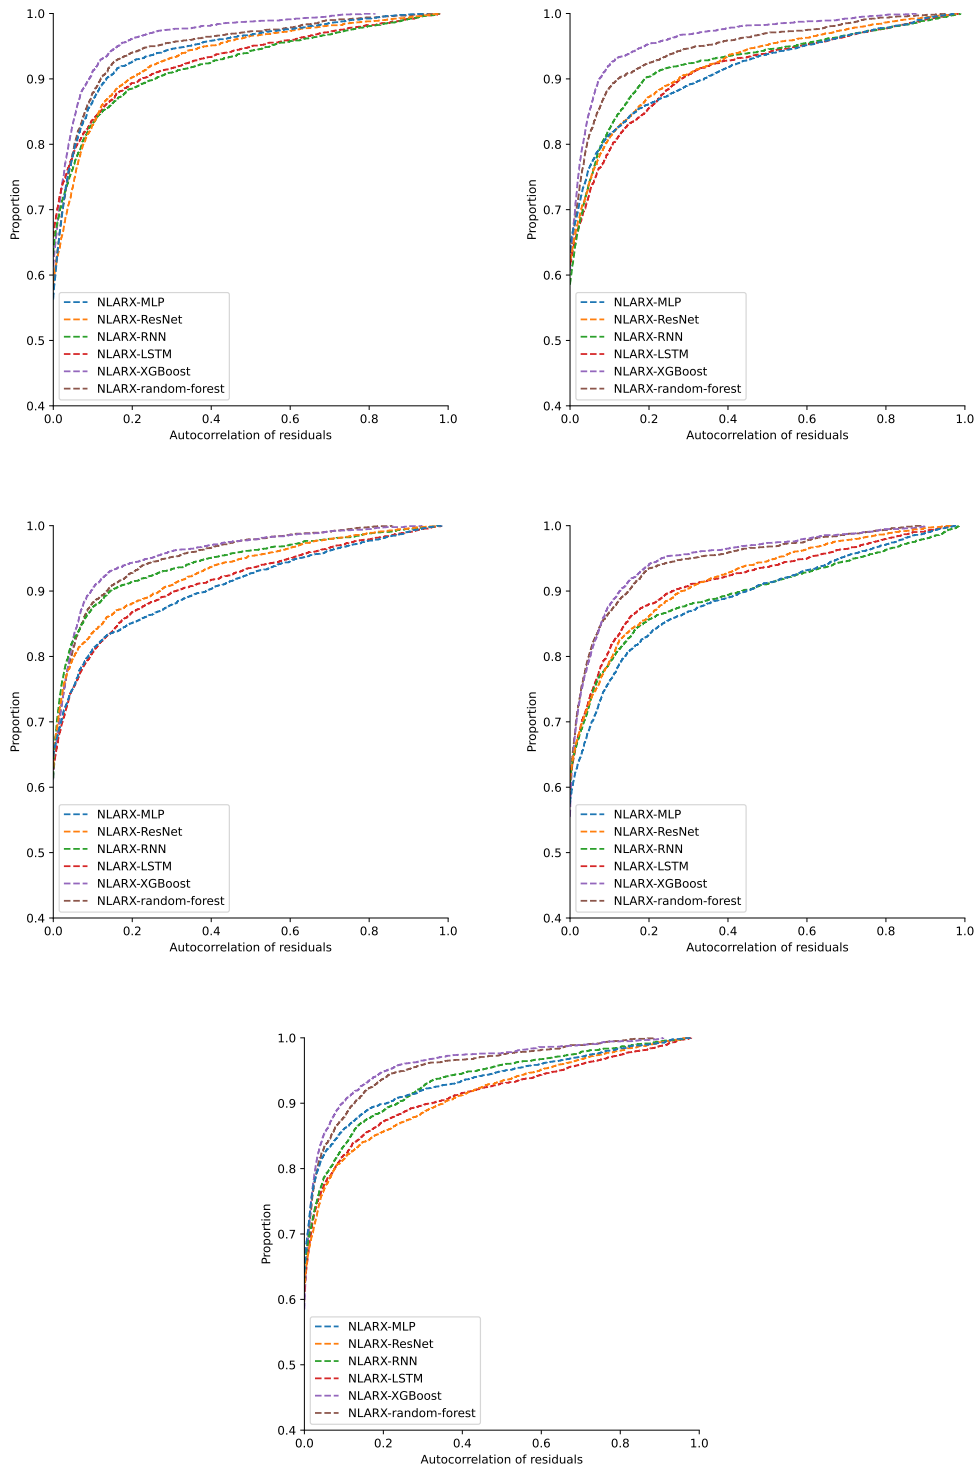 1.0
0.9
0.8
0.7
0.6
0.5
0.4
Proportion
NLARX-MLP
NLARX-ResNet
NLARX-RNN
NLARX-LSTM
NLARX-XGBoost
NLARX-random-forest
0.0 0.2 0.4 0.6 0.8 1.0
Autocorrelation of residuals
1.0
0.9
0.8
0.7
0.6
0.5
0.4
Proportion
NLARX-MLP
NLARX-ResNet
NLARX-RNN
NLARX-LSTM
NLARX-XGBoost
NLARX-random-forest
0.0 0.2 0.4 0.6 0.8 1.0
Autocorrelation of residuals
1.0
0.9
0.8
0.7
0.6
0.5
0.4
Proportion
NLARX-MLP
NLARX-ResNet
NLARX-RNN
NLARX-LSTM
NLARX-XGBoost
NLARX-random-forest
0.0 0.2 0.4 0.6 0.8 1.0
Autocorrelation of residuals
1.0
0.9
0.8
0.7
0.6
0.5
0.4
Proportion
NLARX-MLP
NLARX-ResNet
NLARX-RNN
NLARX-LSTM
NLARX-XGBoost
NLARX-random-forest
0.0 0.2 0.4 0.6 0.8 1.0
Autocorrelation of residuals
1.0
0.9
0.8
0.7
0.6
0.5
0.4
Proportion
NLARX-MLP
NLARX-ResNet
NLARX-RNN
NLARX-LSTM
NLARX-XGBoost
NLARX-random-forest
0.0 0.2 0.4 0.6 0.8 1.0
Autocorrelation of residuals